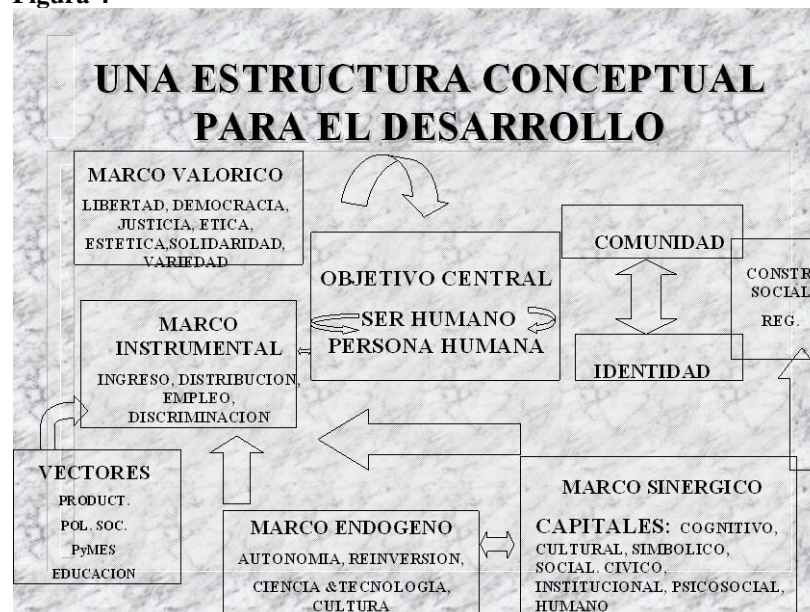 UNA ESTRUCTURA CONCEPTUAL
PARA EL DESARROLLO
MARCO VALORICO
LIBERTAD, DEMOCRACIA,
JUSTICIA, ETICA,
ESTETICA,SOLIDARIDAD,
VARIEDAD
OBJETIVO CENTRAL
SER HUMANO
PERSONA HUMANA
COMUNIDAD
IDENTIDAD
CONSTR
SOCIAL
REG.
MARCO
INSTRUMENTAL
INGRESO, DISTRIBUCION,
EMPLEO,
DISCRIMINACION
VECTORES
PRODUCT.
POL. SOC.
PyMES
EDUCACION
MARCO ENDOGENO
AUTONOMIA, REINVERSION,
CIENCIA &TECNOLOGIA,
CULTURA
MARCO SINERGICO
CAPITALES: COGNITIVO,
CULTURAL, SIMBOLICO,
SOCIAL. CIVICO,
INSTITUCIONAL, PSICOSOCIAL,
HUMANO